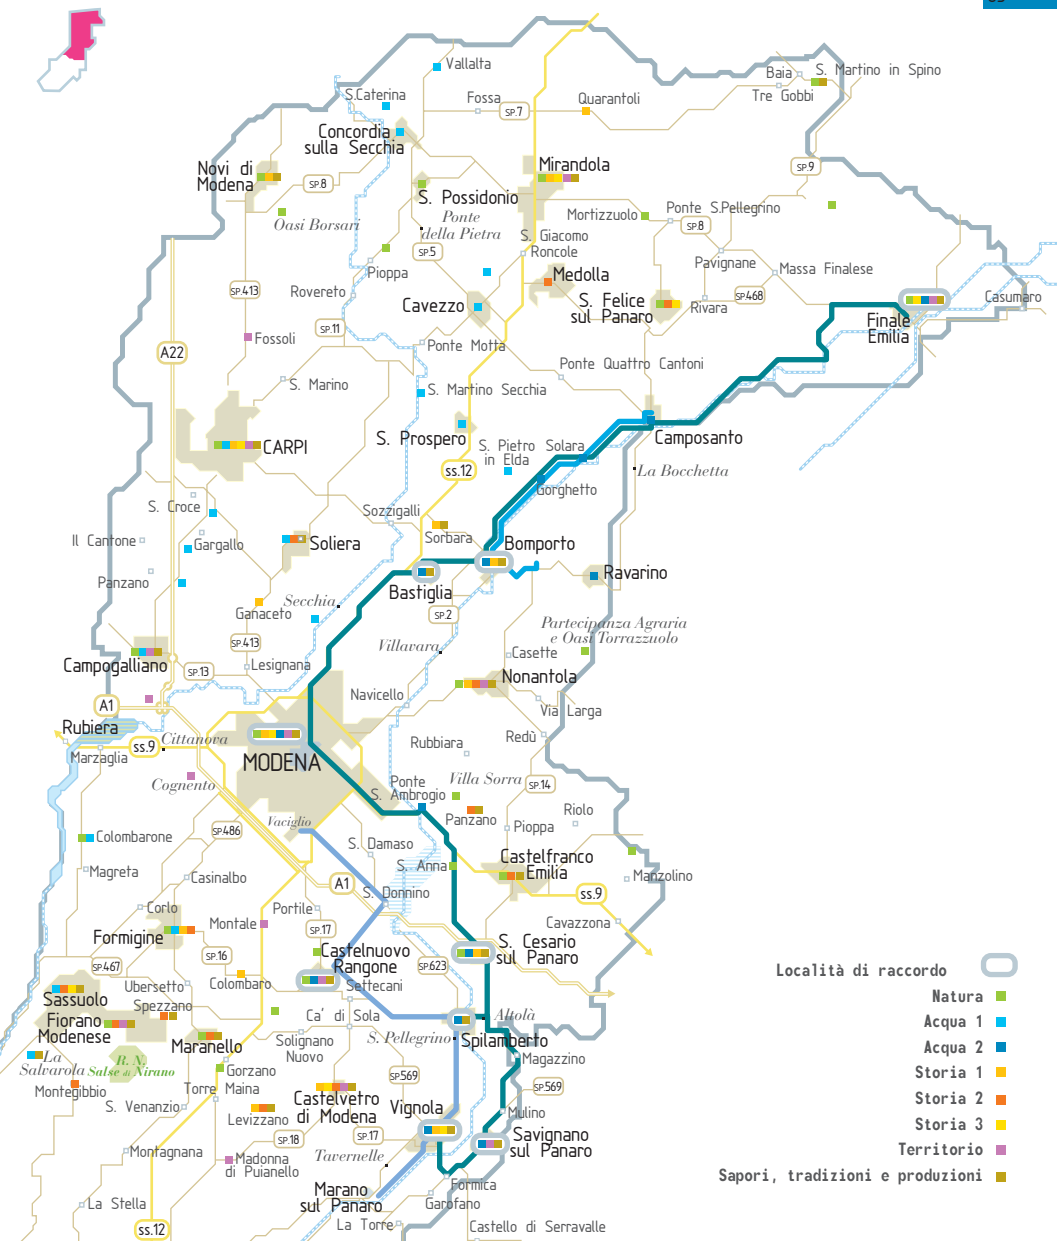 Vallalta
S.Caterina
Fossa
SP.7
Quarantoli
Baia
S. Martino in Spino
Tre Gobbi
Concordia
sulla Secchia
Novi di
Modena
SP.8
Mirandola
SP.9
S. Possidonio
Oasi Borsari
Ponte
della Pietra
Mortizzuolo
Ponte S.Pellegrino
SP.8
S. Giacomo
Roncole
SP.5
Pioppa
Pavignane
Massa Finalese
Medolla
Rovereto
SP.413
Cavezzo
S. Felice
sul Panaro
Rivara
SP.468
Casumaro
Finale
Emilia
SP.11
Fossoli
A22
Ponte Motta
Ponte Quattro Cantoni
S. Marino
S. Martino Secchia
S. Prospero
Camposanto
CARPI
S. Pietro
in Elda
Solara
ss.12
La Bocchetta
Gorghetto
S. Croce
Sozzigalli
Sorbara
Il Cantone
Gargallo
Soliera
Bomporto
Panzano
Bastiglia
Ravarino
Secchia
Ganaceto
SP.2
Partecipanza Agraria
e Oasi Torrazzuolo
SP.413
Villavara
Casette
Campogalliano
SP.13
Lesignana
Nonantola
Navicello
Via Larga
A1
Rubiera
Cittanova
ss.9
Marzaglia
Rubbiara
Redù
MODENA
Cognento
Ponte
S. Ambrogio
Villa Sorra
SP.14
Panzano
Riolo
Pioppa
Vaciglio
SP.486
Colombarone
S. Damaso
Castelfranco
Emilia
S. Anna
Magreta
Casinalbo
A1
S. Donnino
Manzolino
ss.9
Corlo
Portile
Cavazzona
Montale
SP.17
Formigine
S. Cesario
sul Panaro
Castelnuovo
Rangone
SP.16
SP.467
SP.623
Località di raccordo
Colombaro
Settecani
Ubersetto
Sassuolo
Spezzano
Natura
Ca' di Sola
Altolà
Fiorano
Modenese
Acqua 1
Maranello
Solignano
Nuovo
S. Pellegrino
Spilamberto
Acqua 2
La
Salvarola
R. N.
Salse di Nirano
Magazzino
Gorzano
SP.569
SP.569
Storia 1
Montegibbio
Torre Maina
Castelvetro
di Modena
Storia 2
S. Venanzio
Levizzano
Vignola
Mulino
Storia 3
SP.18
SP.17
Savignano
sul Panaro
Montagnana
Tavernelle
Territorio
Madonna
di Puianello
Sapori, tradizioni e produzioni
Marano
sul Panaro
Formica
La Stella
Garofano
ss.12
La Torre
Castello di Serravalle